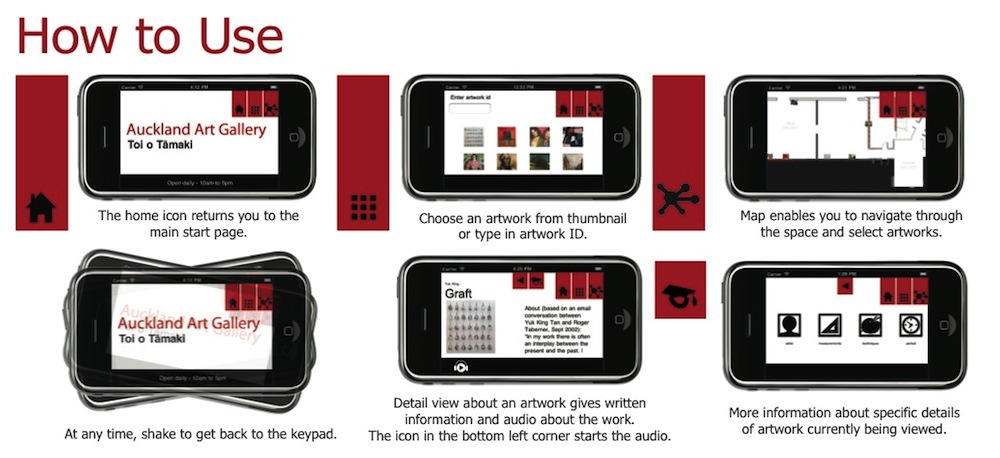 How to Use
Carrier 4:12 PM
Auckland Art Gallery
Toi o Tāmaki
Open daily - 10am to 5pm
The home icon returns you to the
main start page.
Carrier 12:53 PM
Enter artwork id
Choose an artwork from thumbnail
or type in artwork ID.
Carrier 4:21 PM
Map enables you to navigate through
the space and select artworks.
Carrier 4:12 PM
Auckland Art Gallery
Toi o Tāmaki
Open daily - 10am to 5pm
At any time, shake to get back to the keypad.
Yuk King...
Graft
About (based on an email
conversation between
Yuk King Tan and Roger
Taberner, Sept 2002):
"In my work there is often
an interplay between the
present and the past. I
Detail view about an artwork gives written
information and audio about the work.
The icon in the bottom left corner starts the audio.
Carrier 1:09 PM
artist
measurements
techniques
period
More information about specific details
of artwork currently being viewed.